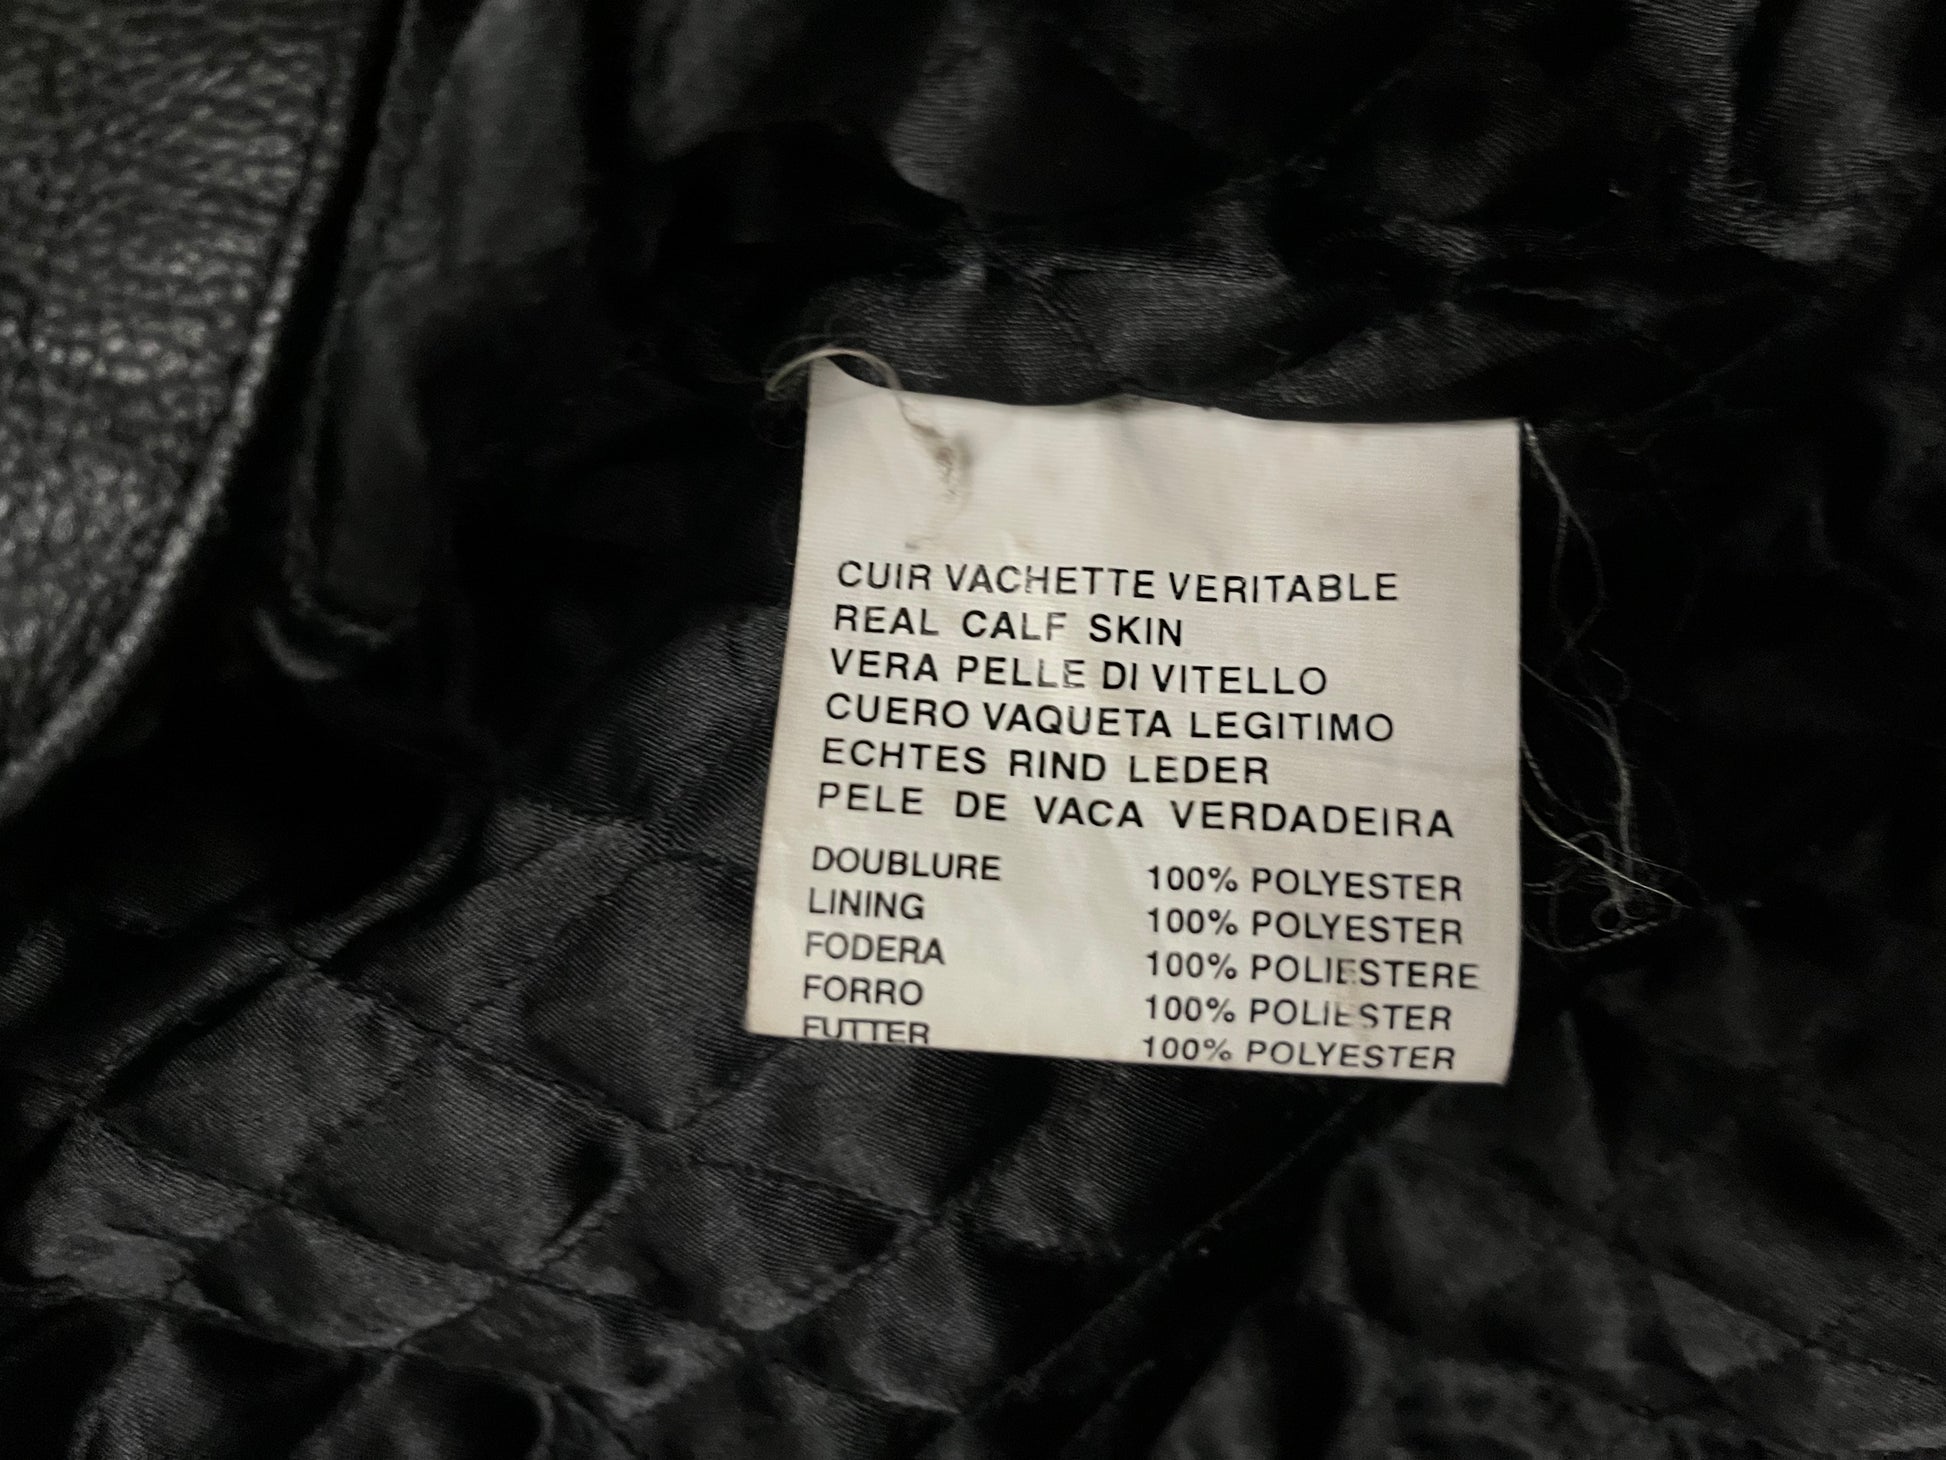 CUIR VACHETTE VERITABLE
REAL CALF SKIN
VERA PELLE DI VITELLO
CUERO VAQUETA LEGITIMO
ECHTES RIND LEDER
PELE DE VACA VERDADEIRA
DOUBLURE 100% POLYESTER
LINING 100% POLYESTER
FODERA 100% POLIESTERE
FORRO 100% POLIESTER
FUTTER 100% POLYESTER